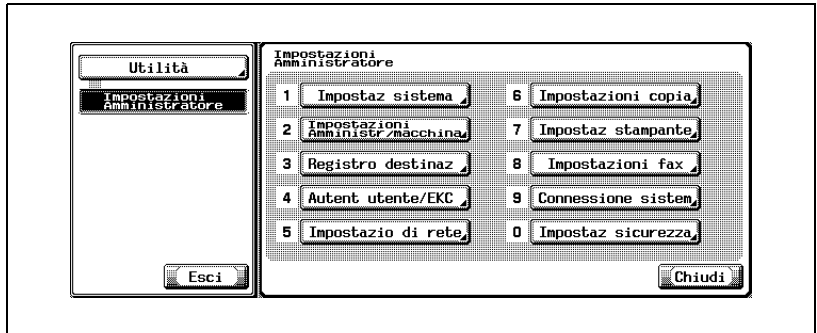 Utilità
Impostazioni
Amministratore
Esci
Impostazioni
Amministratore
1 Impostaz sistema
2 Impostazioni
Amministr/macchina
3 Registro destinaz
4 Autent utente/EKC
5 Impostazio di rete
6 Impostazioni copia
7 Impostaz stampante
8 Impostazioni fax
9 Connessione sistem
0 Impostaz sicurezza
Chiudi